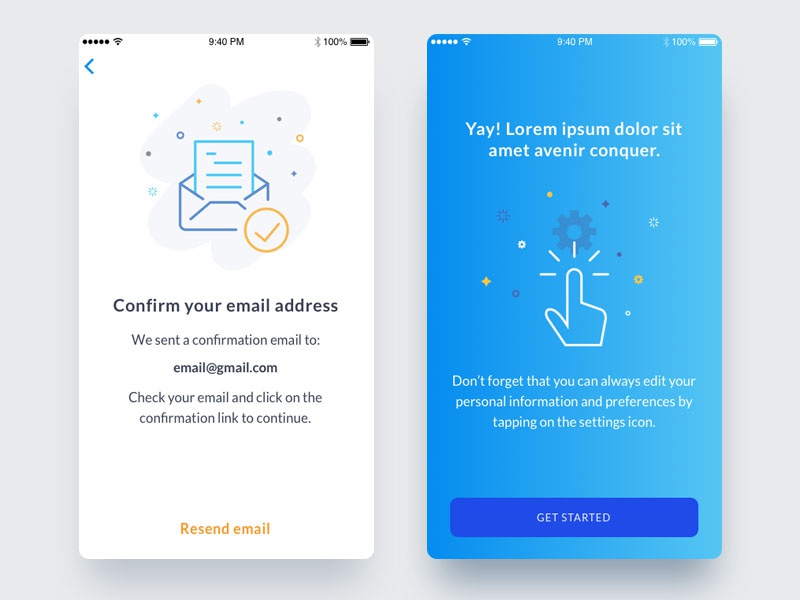 9:40 PM
100%
Confirm your email address
We sent a confirmation email to:
email@gmail.com
Check your email and click on the
confirmation link to continue.
Resend email
9:40 PM
100%
Yay! Lorem ipsum dolor sit
amet avenir conquer.
Don't forget that you can always edit your
personal information and preferences by
tapping on the settings icon.
GET STARTED